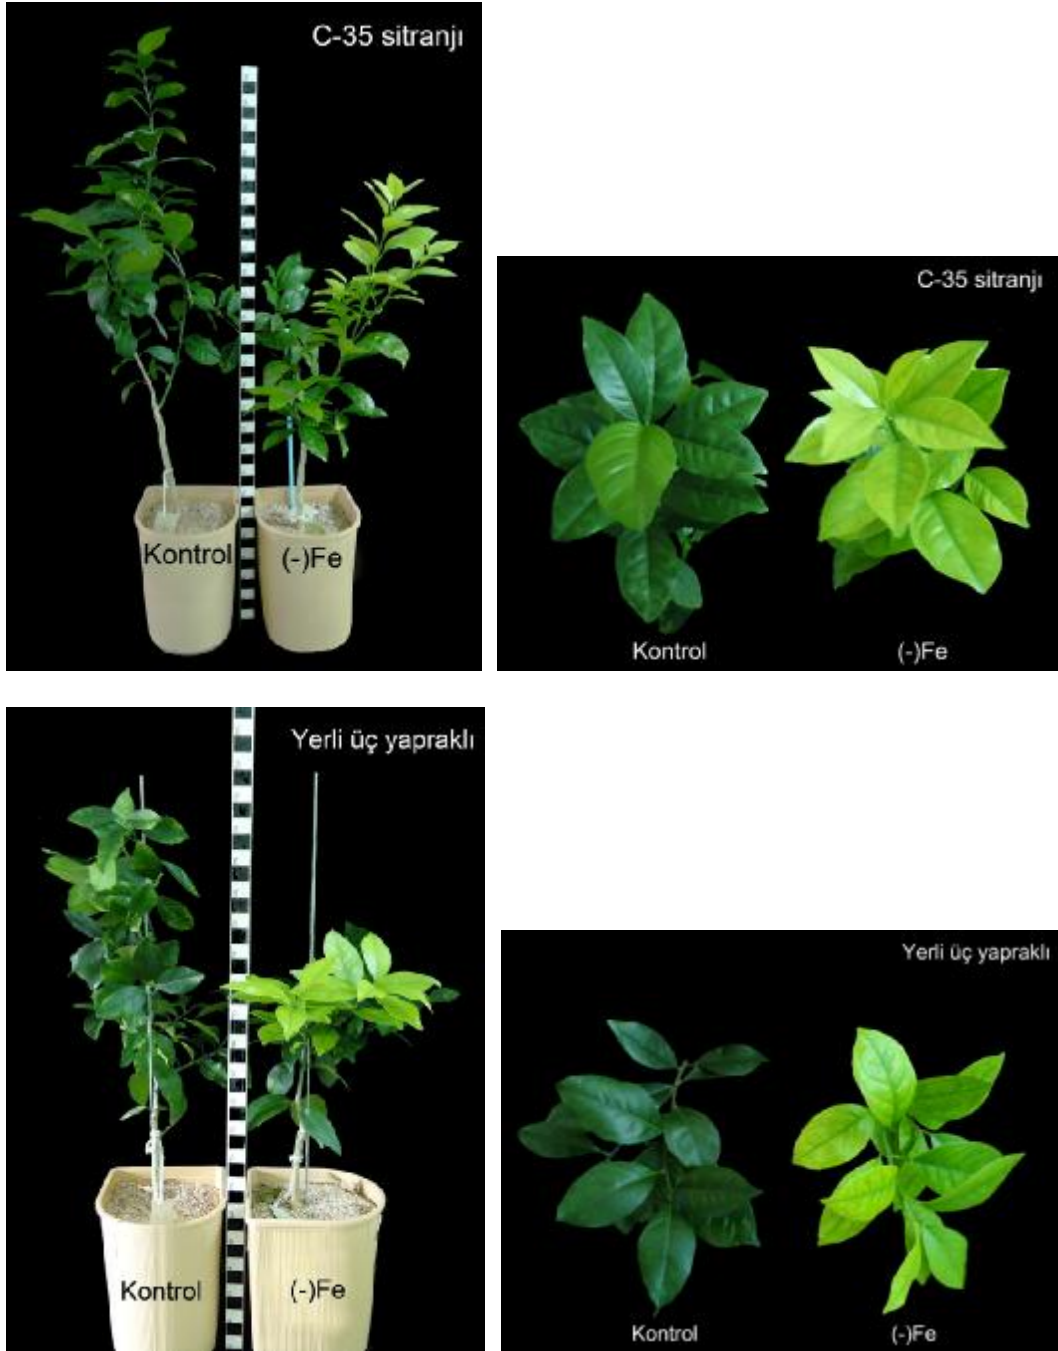 C-35 sitranjı
Kontrol
(-)Fe
C-35 sitranjı
Kontrol
(-)Fe
Yerli üç yapraklı
Kontrol
(-)Fe
Yerli üç yapraklı
Kontrol
(-)Fe